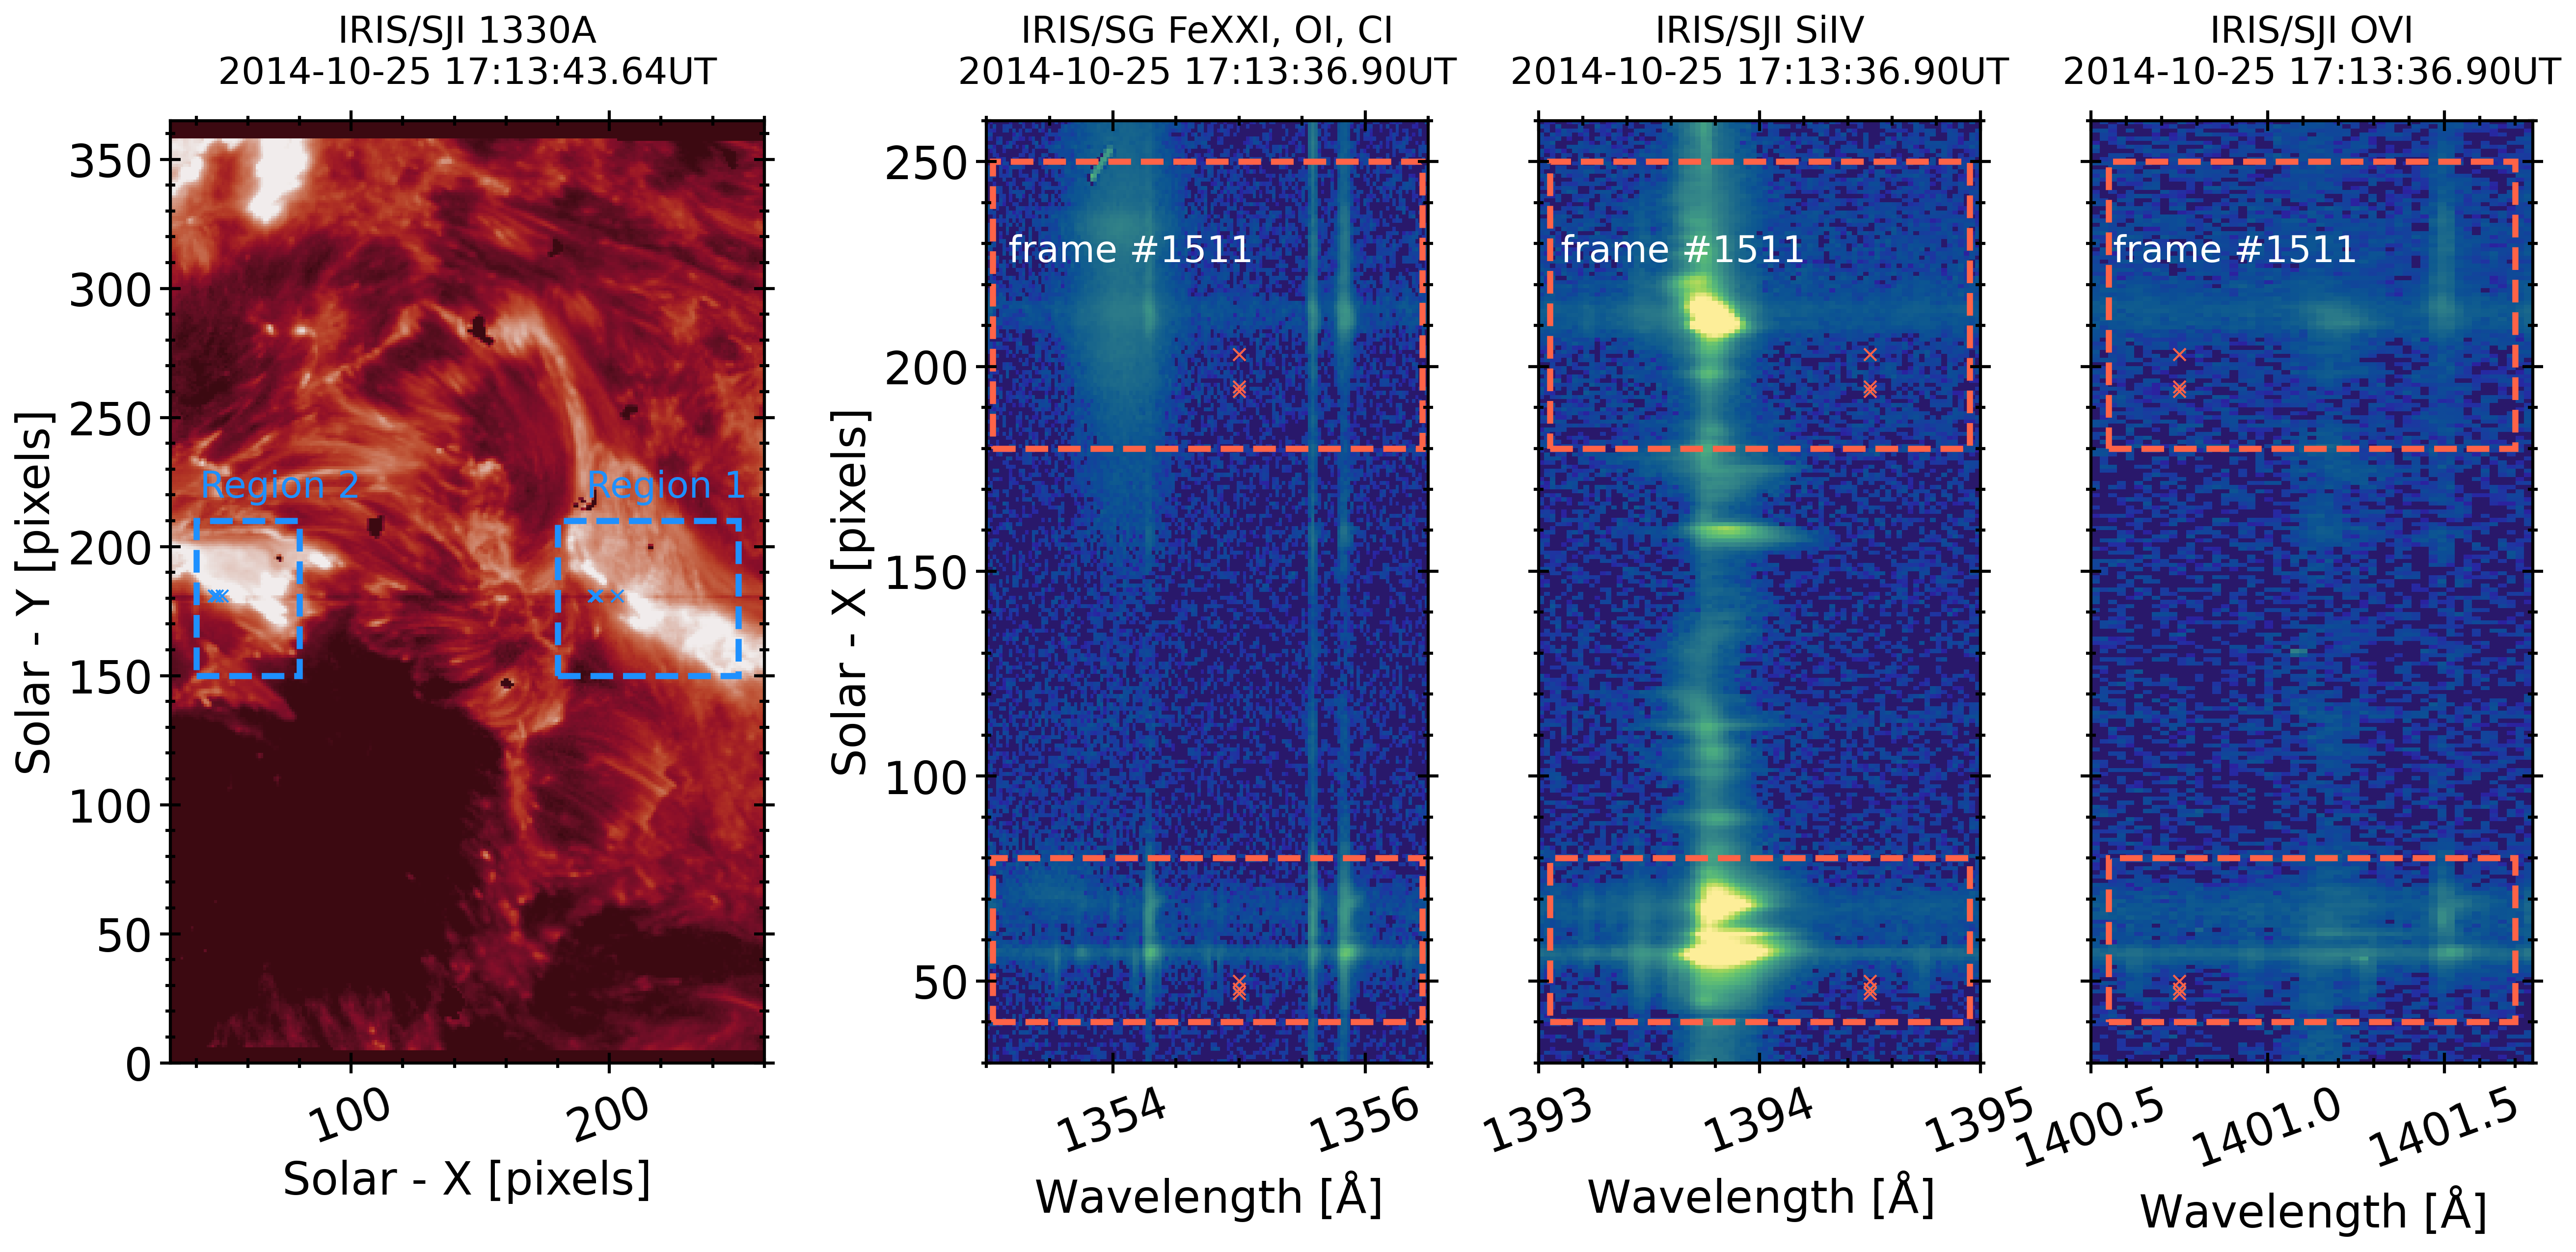 IRIS/SJI 1330A
2014-10-25 17:13:43.64UT
IRIS/SG FeXXI, OI, CI
2014-10-25 17:13:36.90UT
IRIS/SJI SiIV
2014-10-25 17:13:36.90UT
IRIS/SJI OVI
2014-10-25 17:13:36.90UT
Solar - Y [pixels]
350
300
250
200
150
100
50
0
Region 2
Region 1
100
200
Solar - X [pixels]
Solar - X [pixels]
250
200
150
100
50
frame #1511
1354
1356
Wavelength [Å]
frame #1511
1393
1394
1395
Wavelength [Å]
frame #1511
1400.5
1401.0
1401.5
Wavelength [Å]